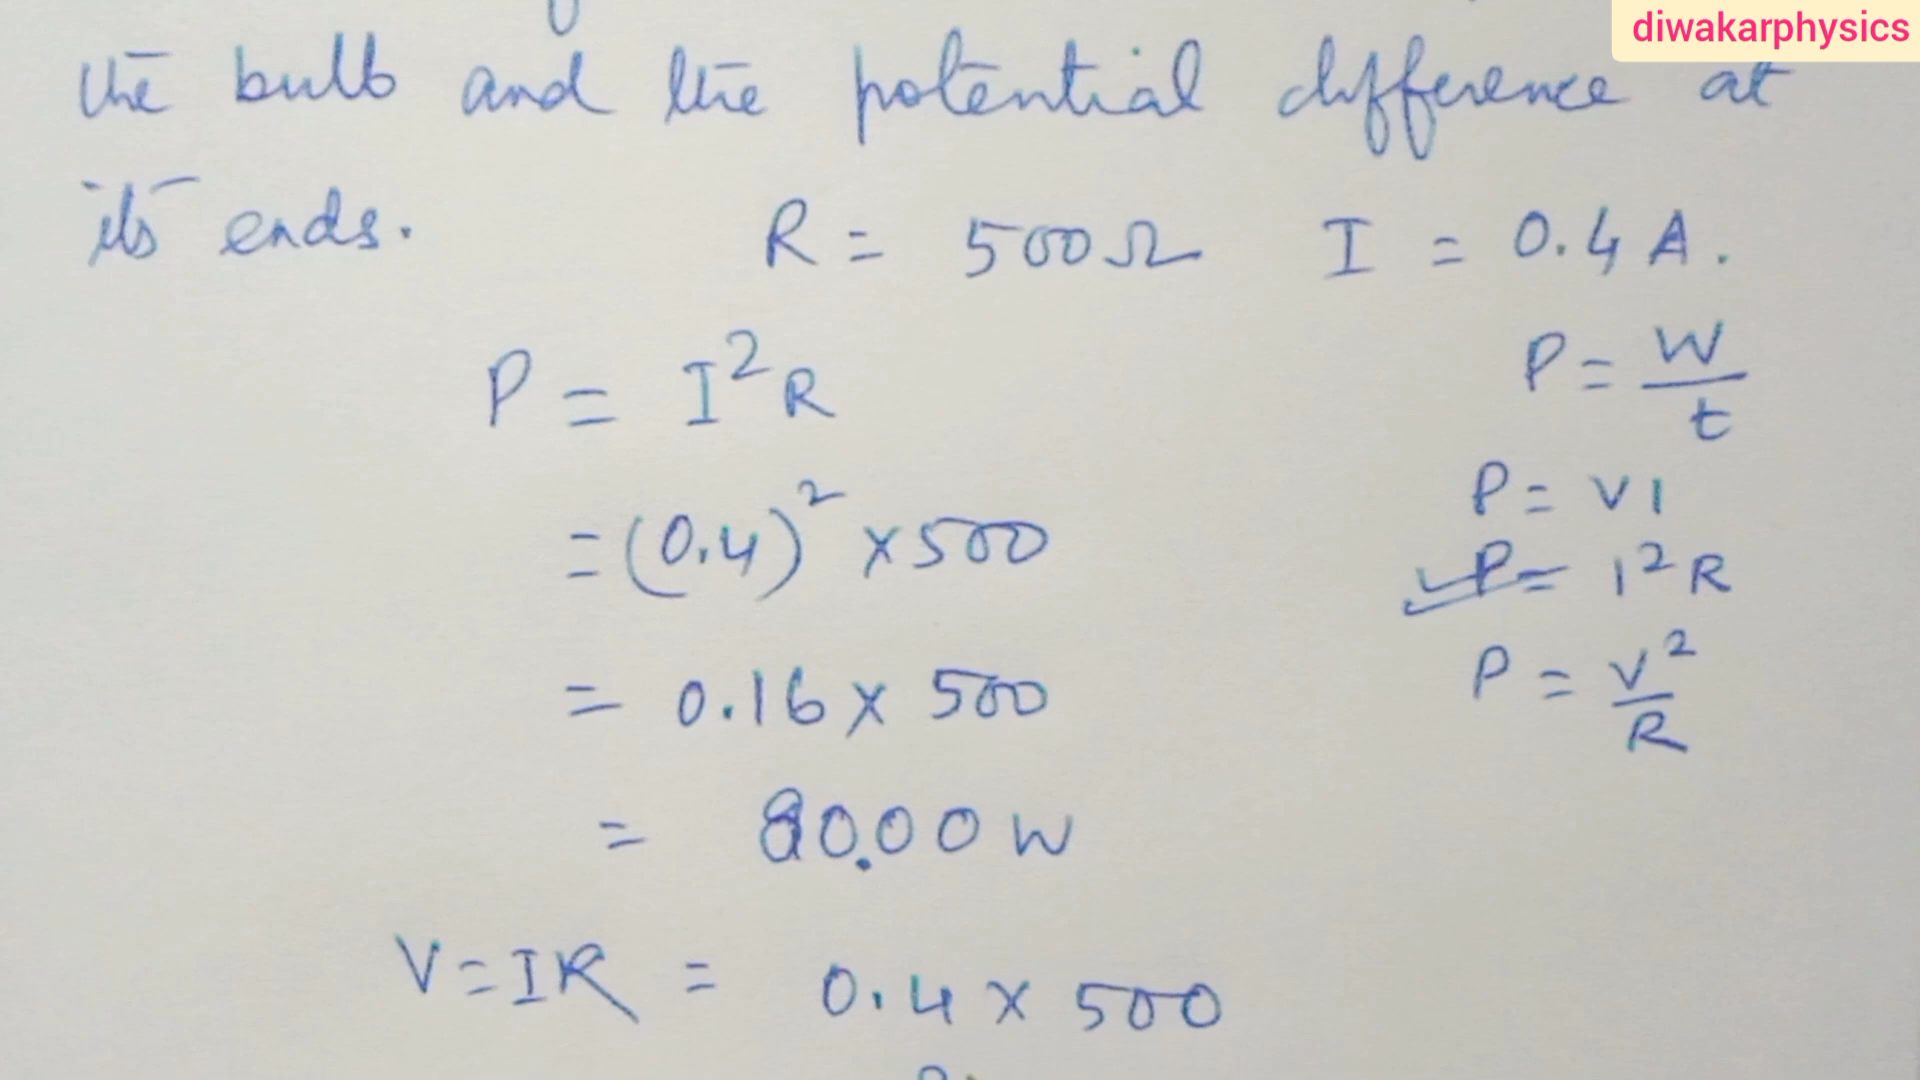 diwakarphysics
the bulb and the potential difference at
its ends. R = 500Ω I = 0.4 A.
P = I²R
= (0.4)² × 500
= 0.16 × 500
= 80.00 W
P = W/t
P = VI
✓ P = I²R
P = V²/R
V = IR = 0.4 × 500